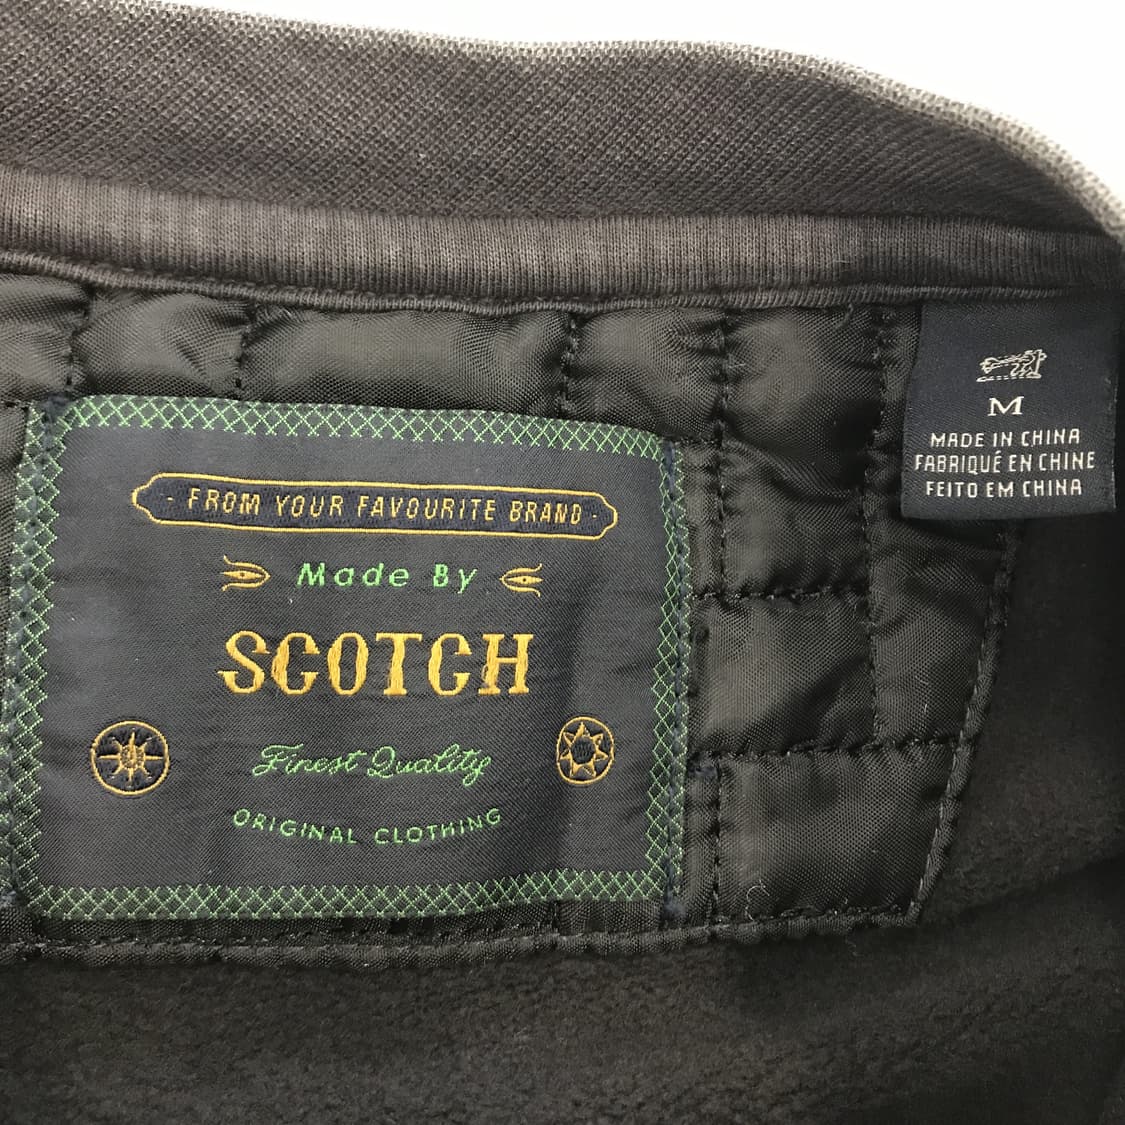 - FROM YOUR FAVOURITE BRAND -
Made By
SCOTCH
Finest Quality
ORIGINAL CLOTHING
M
MADE IN CHINA
FABRIQUÉ EN CHINE
FEITO EM CHINA